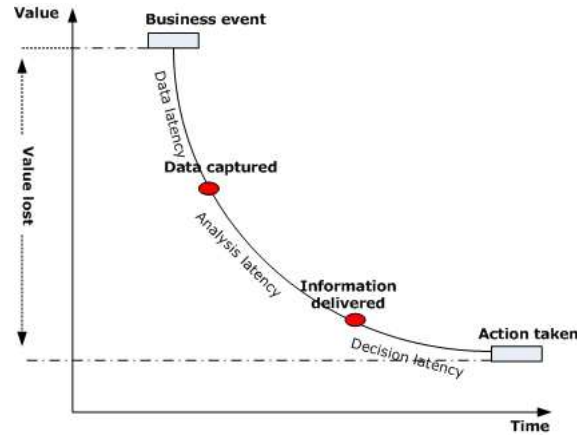 Value
Business event
Data latency
Data captured
Value lost
Analysis latency
Information
delivered
Action taken
Decision latency
Time